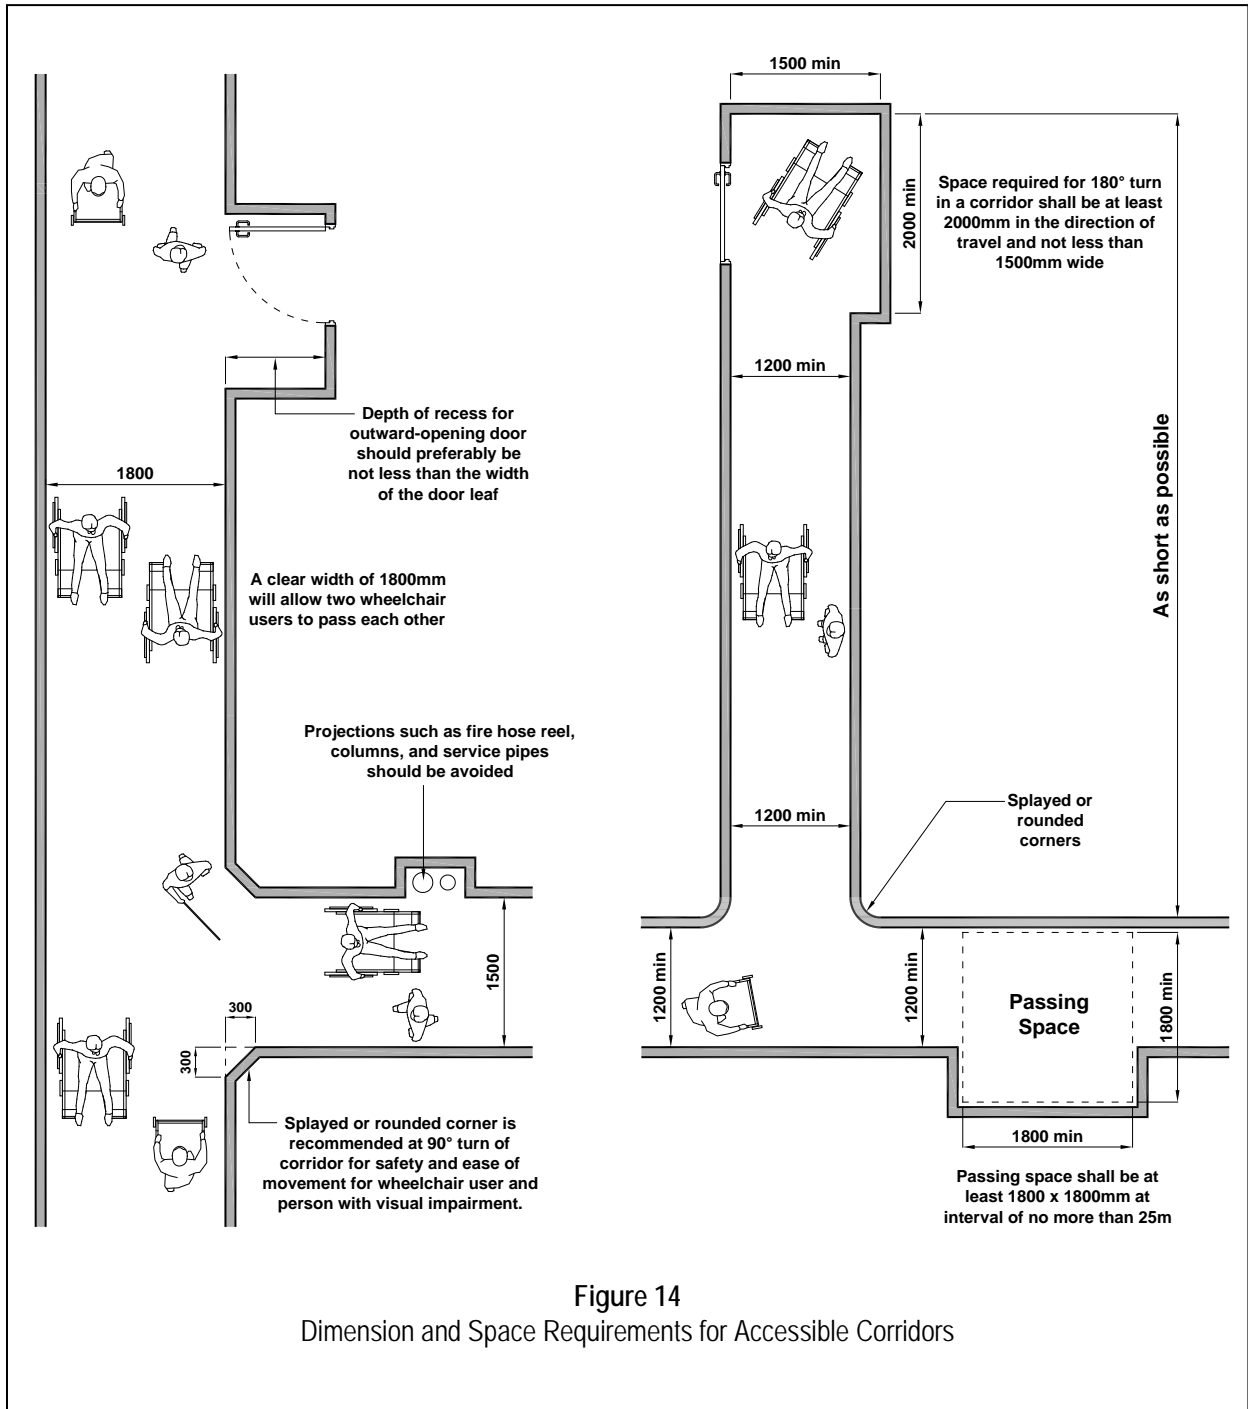 1500 min
2000 min
Space required for 180° turn
in a corridor shall be at least
2000mm in the direction of
travel and not less than
1500mm wide
1200 min
Depth of recess for
outward-opening door
should preferably be
not less than the width
of the door leaf
1800
As short as possible
A clear width of 1800mm
will allow two wheelchair
users to pass each other
Projections such as fire hose reel,
columns, and service pipes
should be avoided
1200 min
Splayed or
rounded
corners
1500
300
300
1200 min
1200 min
Passing
Space
1800 min
1800 min
Splayed or rounded corner is
recommended at 90° turn of
corridor for safety and ease of
movement for wheelchair user and
person with visual impairment.
Passing space shall be at
least 1800 x 1800mm at
interval of no more than 25m
Figure 14
Dimension and Space Requirements for Accessible Corridors